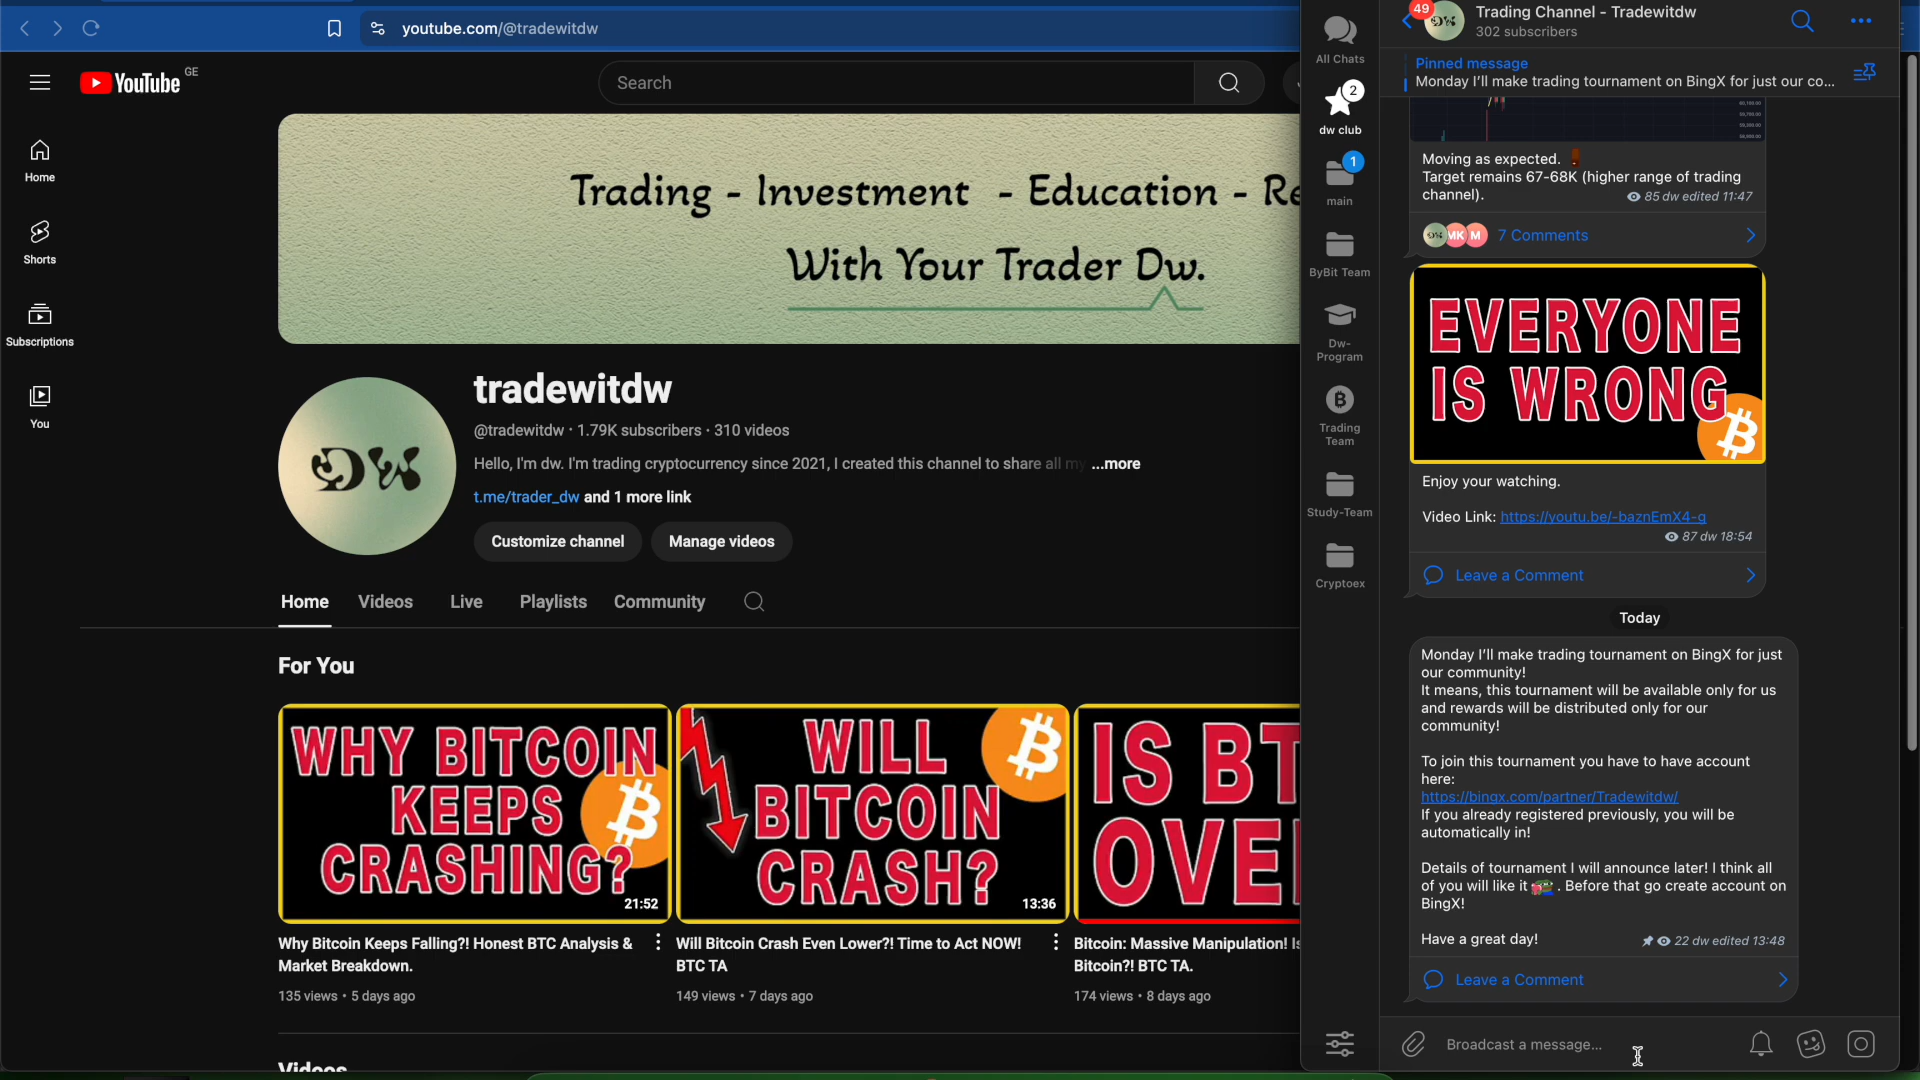 youtube.com/@tradewitdw
YouTube GE
Search
Home
Shorts
Subscriptions
You
Trading - Investment - Education - Re
With Your Trader Dw.
DW
tradewitdw
@tradewitdw · 1.79K subscribers · 310 videos
Hello, I'm dw. I'm trading cryptocurrency since 2021, I created this channel to share all my ...more
t.me/trader_dw and 1 more link
Customize channel
Manage videos
Home
Videos
Live
Playlists
Community
For You
WHY BITCOIN
KEEPS
CRASHING?
21:52
Why Bitcoin Keeps Falling?! Honest BTC Analysis &
Market Breakdown.
135 views • 5 days ago
WILL
BITCOIN
CRASH?
13:36
Will Bitcoin Crash Even Lower?! Time to Act NOW!
BTC TA
149 views • 7 days ago
IS BT
OVE
Bitcoin: Massive Manipulation! Is
Bitcoin?! BTC TA.
174 views • 8 days ago
Videos
All Chats
2
dw club
1
main
ByBit Team
Dw-
Program
Trading
Team
Study-Team
Cryptoex
49
Trading Channel - Tradewitdw
302 subscribers
Pinned message
Monday I'll make trading tournament on BingX for just our co...
Moving as expected.
Target remains 67-68K (higher range of trading
channel).
85 dw edited 11:47
MK M 7 Comments
EVERYONE
IS WRONG
Enjoy your watching.
Video Link: https://youtu.be/-baznEmX4-g
87 dw 18:54
Leave a Comment
Today
Monday I'll make trading tournament on BingX for just
our community!
It means, this tournament will be available only for us
and rewards will be distributed only for our
community!
To join this tournament you have to have account
here:
https://bingx.com/partner/Tradewitdw/
If you already registered previously, you will be
automatically in!
Details of tournament I will announce later! I think all
of you will like it . Before that go create account on
BingX!
Have a great day!
22 dw edited 13:48
Leave a Comment
Broadcast a message...